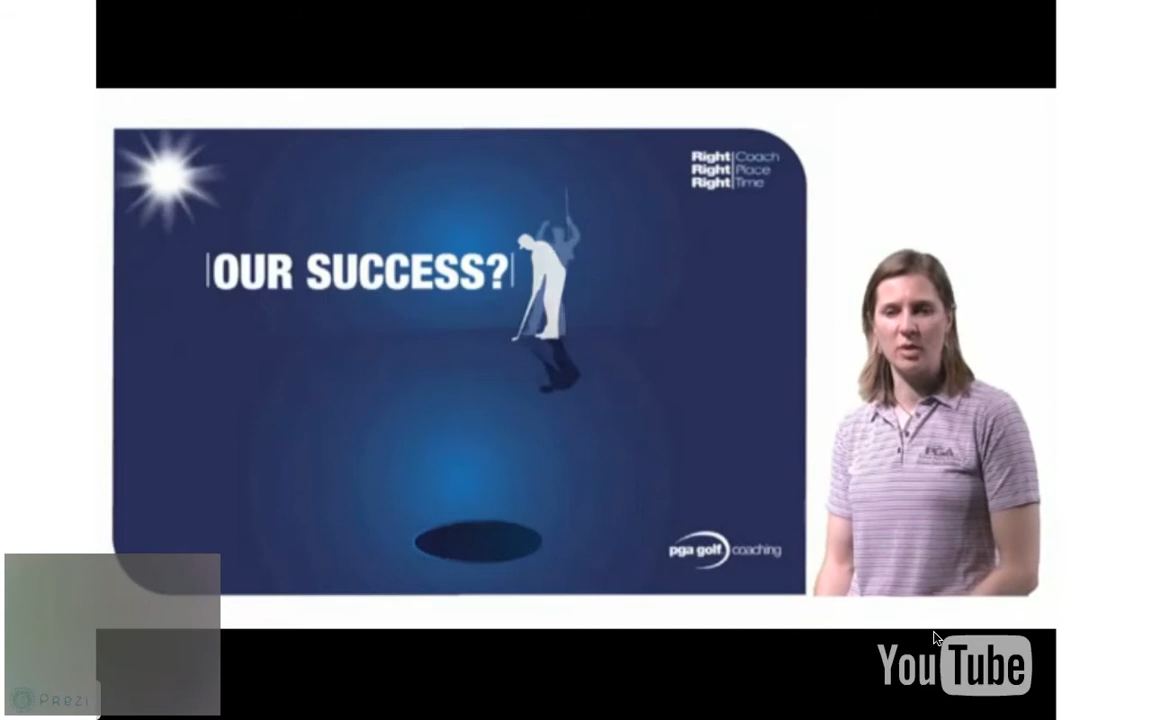 Right Coach
Right Place
Right Time
OUR SUCCESS?
PGA
pga golf coaching
YouTube
Prezi